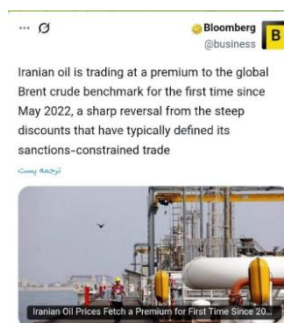 Bloomberg
@business
B
Iranian oil is trading at a premium to the global
Brent crude benchmark for the first time since
May 2022, a sharp reversal from the steep
discounts that have typically defined its
sanctions-constrained trade
ترجمه پست
Iranian Oil Prices Fetch a Premium for First Time Since 20...